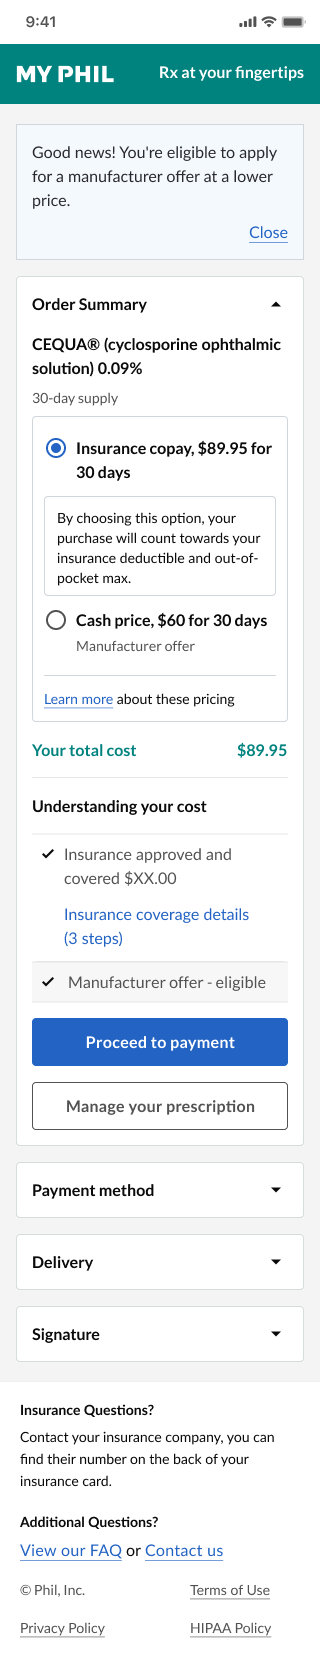 9:41
MY PHIL
Rx at your fingertips
Good news! You're eligible to apply
for a manufacturer offer at a lower
price.
Close
Order Summary
CEQUA® (cyclosporine ophthalmic
solution) 0.09%
30-day supply
Insurance copay, $89.95 for
30 days
By choosing this option, your
purchase will count towards your
insurance deductible and out-of-
pocket max.
Cash price, $60 for 30 days
Manufacturer offer
Learn more about these pricing
Your total cost $89.95
Understanding your cost
Insurance approved and
covered $XX.00
Insurance coverage details
(3 steps)
Manufacturer offer - eligible
Proceed to payment
Manage your prescription
Payment method
Delivery
Signature
Insurance Questions?
Contact your insurance company, you can
find their number on the back of your
insurance card.
Additional Questions?
View our FAQ or Contact us
© Phil, Inc. Terms of Use
Privacy Policy HIPAA Policy